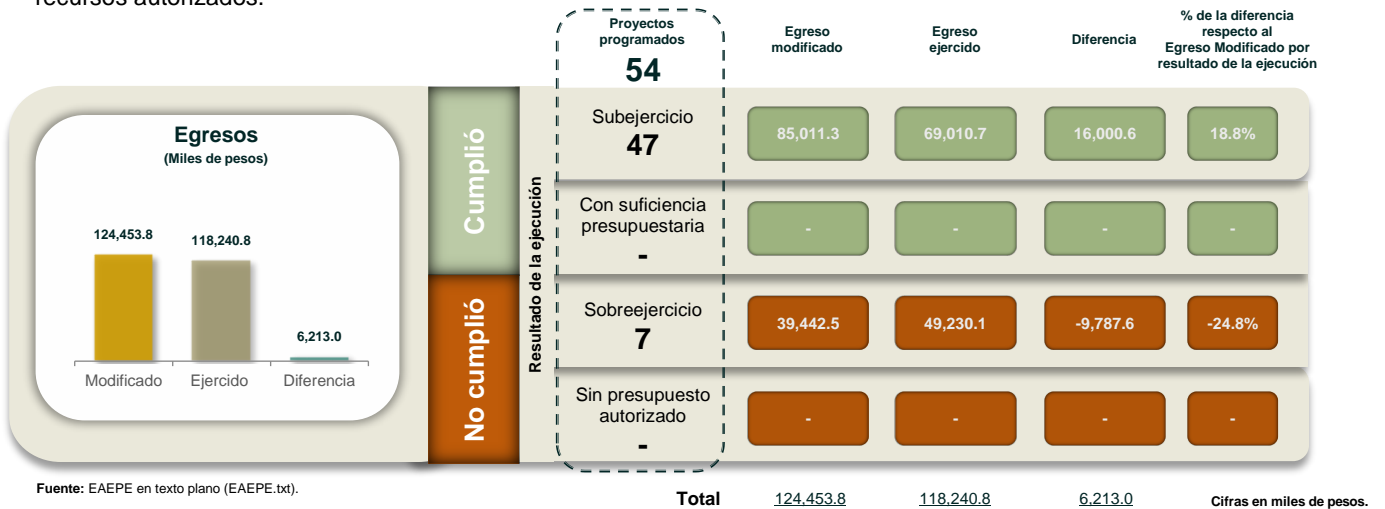 recursos autorizados.
Proyectos
programados
54
Egreso
modificado
Egreso
ejercido
Diferencia
% de la diferencia
respecto al
Egreso Modificado por
resultado de la ejecución
Egresos
(Miles de pesos)
124,453.8
118,240.8
6,213.0
Modificado
Ejercido
Diferencia
Cumplió
No cumplió
Resultado de la ejecución
Subejercicio
47
85,011.3
69,010.7
16,000.6
18.8%
Con suficiencia
presupuestaria
-
-
-
-
-
Sobreejercicio
7
39,442.5
49,230.1
-9,787.6
-24.8%
Sin presupuesto
autorizado
-
-
-
-
-
Fuente: EAEPE en texto plano (EAEPE.txt).
Total
124,453.8
118,240.8
6,213.0
Cifras en miles de pesos.